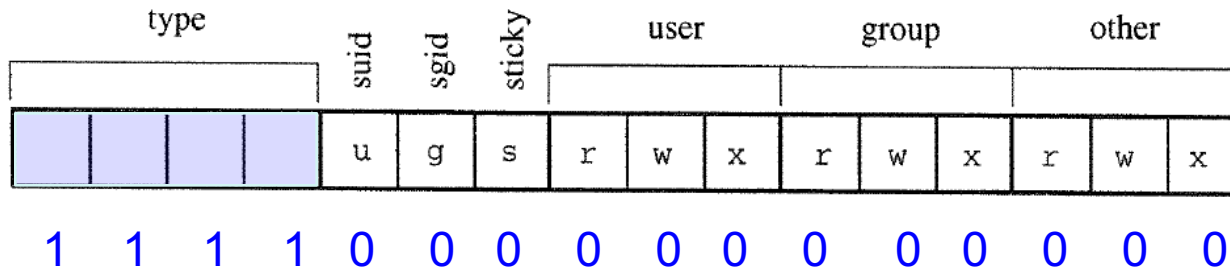 type suid sgid sticky user group other
u g s r w x r w x r w x
1 1 1 1 0 0 0 0 0 0 0 0 0 0 0 0